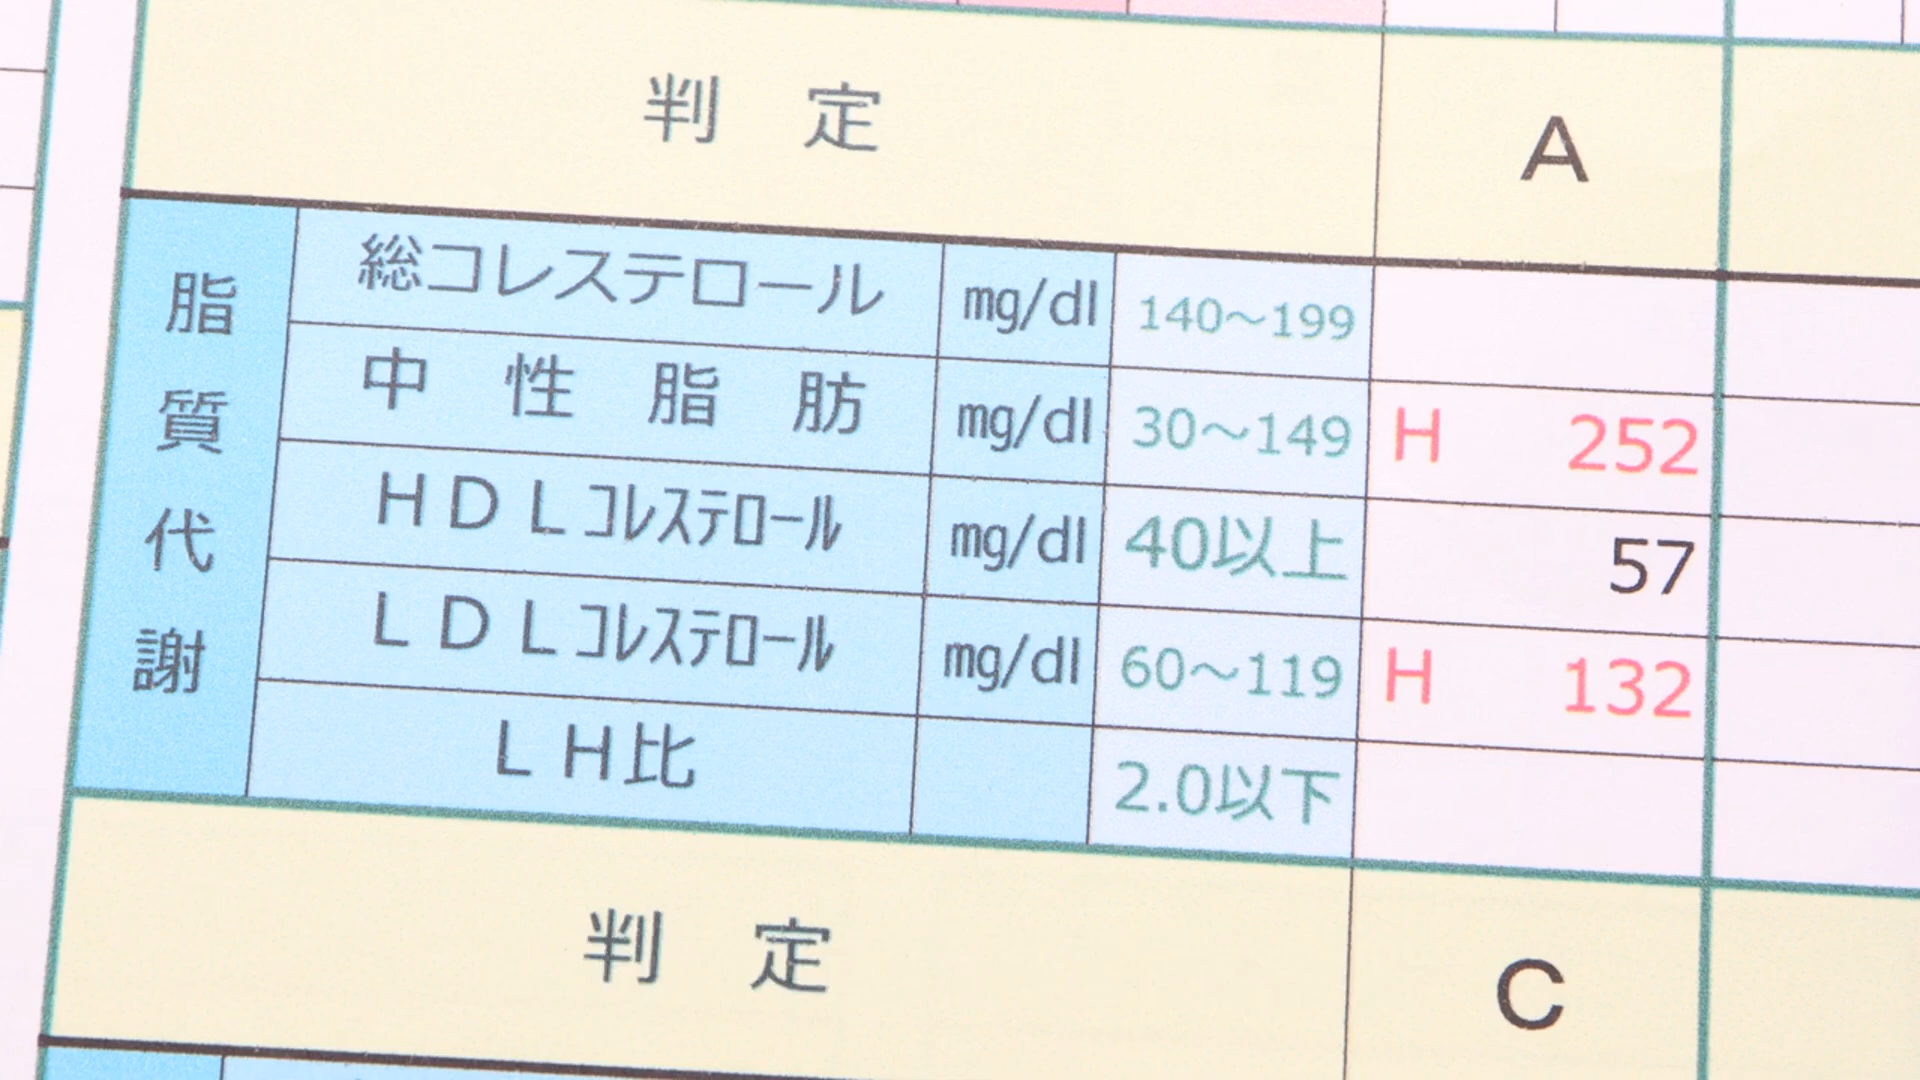 判定 A
脂質代謝
総コレステロール mg/dl 140～199
中性脂肪 mg/dl 30～149 H 252
HDLコレステロール mg/dl 40以上 57
LDLコレステロール mg/dl 60～119 H 132
LH比 2.0以下
判定 C